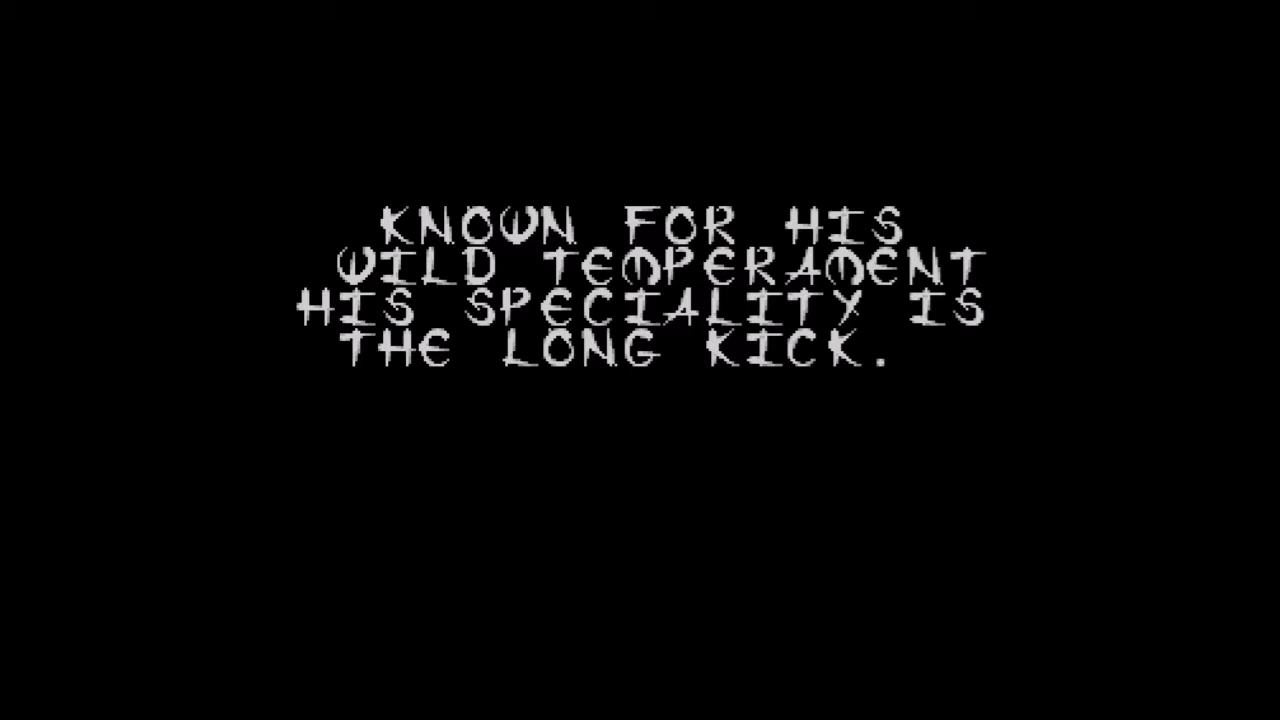 KNOWN FOR HIS
WILD TEMPERAMENT
HIS SPECIALITY IS
THE LONG KICK.